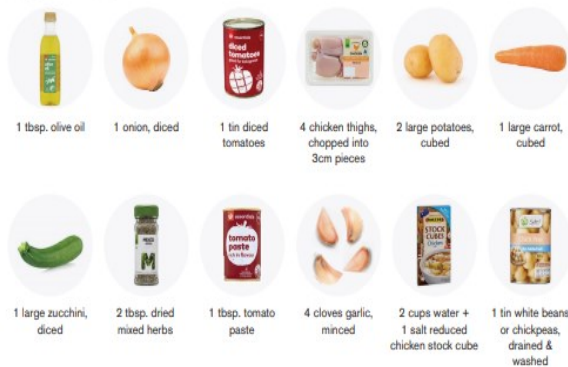 diced
tomatoes
1 tbsp. olive oil
1 onion, diced
1 tin diced
tomatoes
4 chicken thighs,
chopped into
3cm pieces
2 large potatoes,
cubed
1 large carrot,
cubed
M
tomato
paste
STOCK
CUBES
Chicken
1 large zucchini,
diced
2 tbsp. dried
mixed herbs
1 tbsp. tomato
paste
4 cloves garlic,
minced
2 cups water +
1 salt reduced
chicken stock cube
1 tin white beans
or chickpeas,
drained &
washed